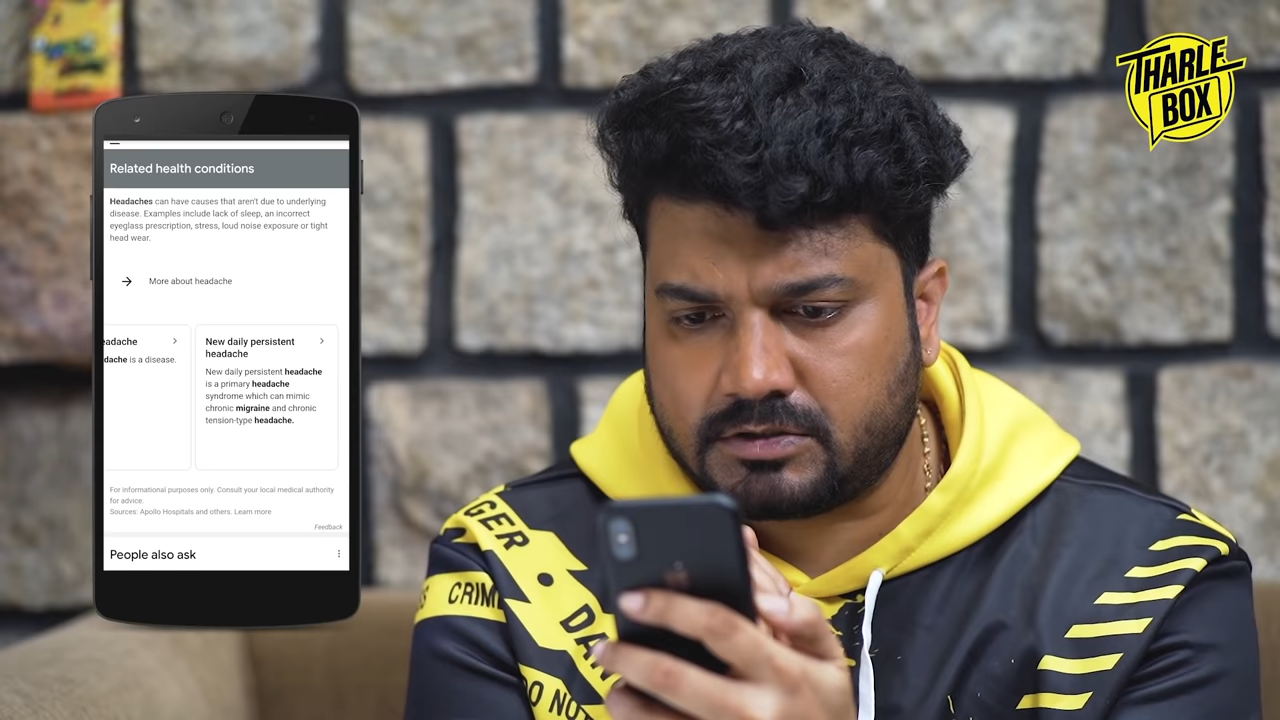 THARLE
BOX
Related health conditions
Headaches can have causes that aren't due to underlying
disease. Examples include lack of sleep, an incorrect
eyeglass prescription, stress, loud noise exposure or tight
head wear.
More about headache
eadache
dache is a disease.
New daily persistent
headache
New daily persistent headache
is a primary headache
syndrome which can mimic
chronic migraine and chronic
tension-type headache.
For informational purposes only. Consult your local medical authority
for advice.
Sources: Apollo Hospitals and others. Learn more
Feedback
People also ask
GER
CRIM
DAN
O NOT